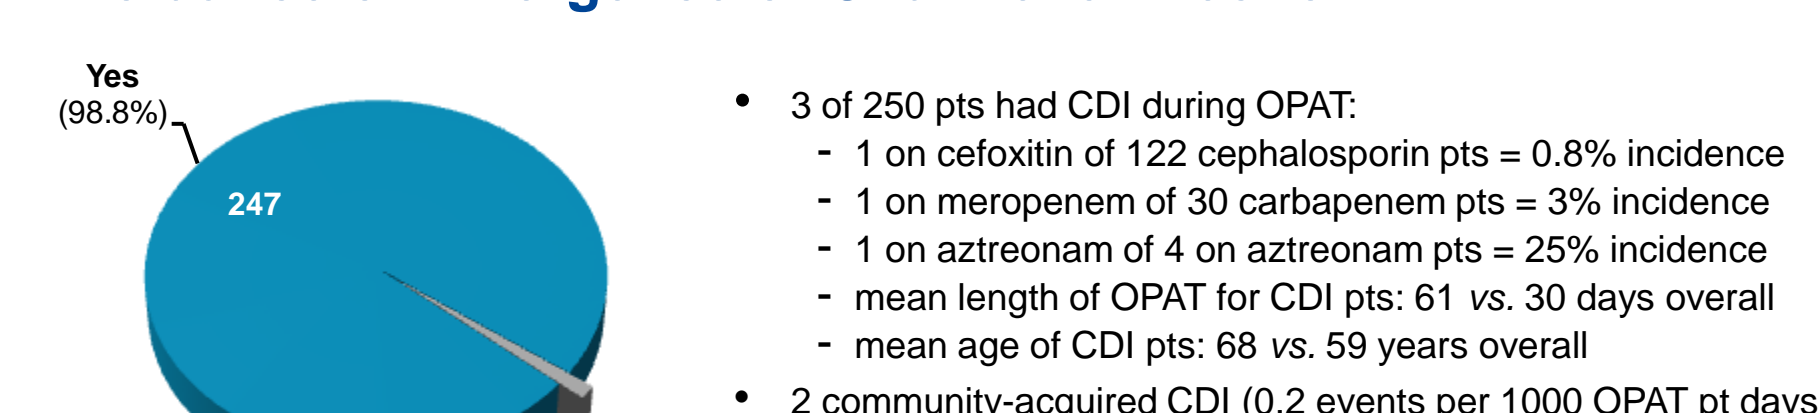 Yes
(98.8%)
247
• 3 of 250 pts had CDI during OPAT:
- 1 on cefoxitin of 122 cephalosporin pts = 0.8% incidence
- 1 on meropenem of 30 carbapenem pts = 3% incidence
- 1 on aztreonam of 4 on aztreonam pts = 25% incidence
- mean length of OPAT for CDI pts: 61 vs. 30 days overall
- mean age of CDI pts: 68 vs. 59 years overall
• 2 community-acquired CDI (0.2 events per 1000 OPAT pt days